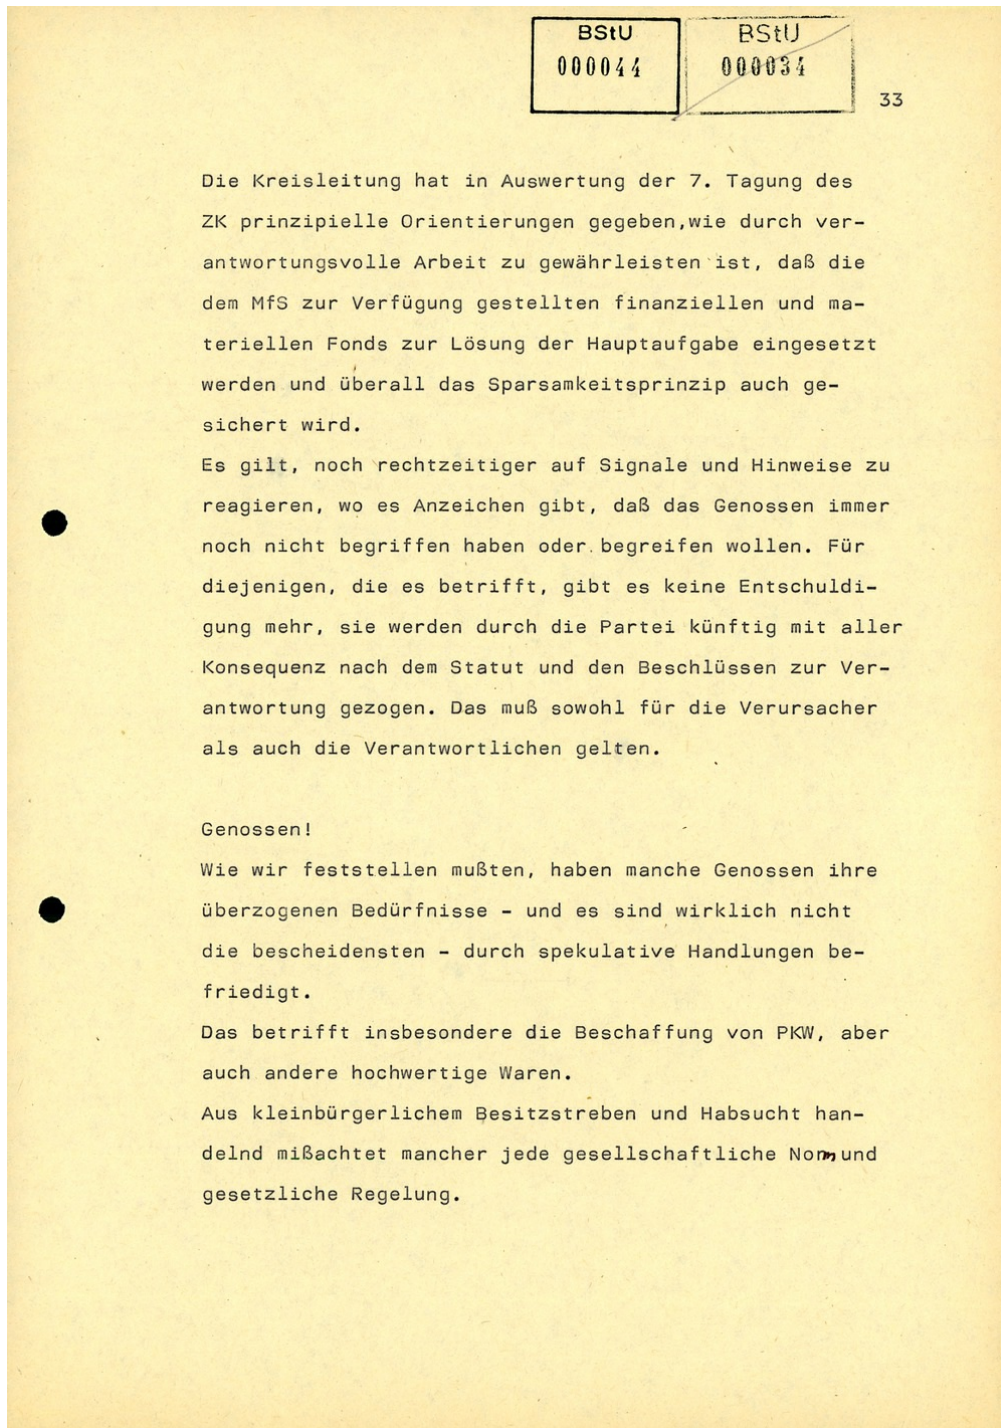 BStU
000044
BStU
000034
33
Die Kreisleitung hat in Auswertung der 7. Tagung des
ZK prinzipielle Orientierungen gegeben,wie durch ver-
antwortungsvolle Arbeit zu gewährleisten ist, daß die
dem MfS zur Verfügung gestellten finanziellen und ma-
teriellen Fonds zur Lösung der Hauptaufgabe eingesetzt
werden und überall das Sparsamkeitsprinzip auch ge-
sichert wird.
Es gilt, noch rechtzeitiger auf Signale und Hinweise zu
reagieren, wo es Anzeichen gibt, daß das Genossen immer
noch nicht begriffen haben oder begreifen wollen. Für
diejenigen, die es betrifft, gibt es keine Entschuldi-
gung mehr, sie werden durch die Partei künftig mit aller
Konsequenz nach dem Statut und den Beschlüssen zur Ver-
antwortung gezogen. Das muß sowohl für die Verursacher
als auch die Verantwortlichen gelten.
Genossen!
Wie wir feststellen mußten, haben manche Genossen ihre
überzogenen Bedürfnisse - und es sind wirklich nicht
die bescheidensten - durch spekulative Handlungen be-
friedigt.
Das betrifft insbesondere die Beschaffung von PKW, aber
auch andere hochwertige Waren.
Aus kleinbürgerlichem Besitzstreben und Habsucht han-
delnd mißachtet mancher jede gesellschaftliche Norm und
gesetzliche Regelung.